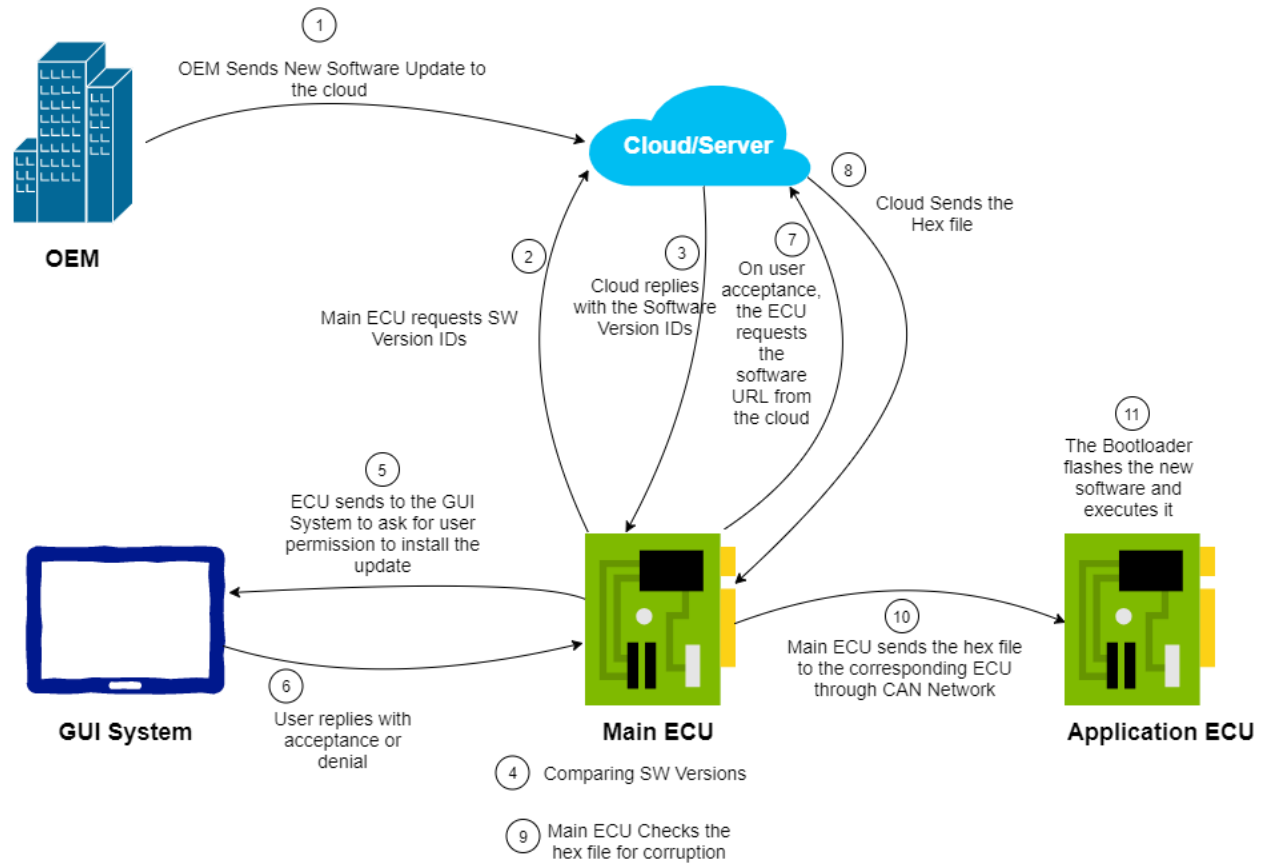 1
OEM Sends New Software Update to
the cloud
OEM
Cloud/Server
2
Main ECU requests SW
Version IDs
3
Cloud replies
with the Software
Version IDs
7
On user
acceptance,
the ECU
requests
the
software
URL from
the cloud
8
Cloud Sends the
Hex file
5
ECU sends to the GUI
System to ask for user
permission to install the
update
6
User replies with
acceptance or
denial
GUI System
Main ECU
4
Comparing SW Versions
9
Main ECU Checks the
hex file for corruption
10
Main ECU sends the hex file
to the corresponding ECU
through CAN Network
11
The Bootloader
flashes the new
software and
executes it
Application ECU